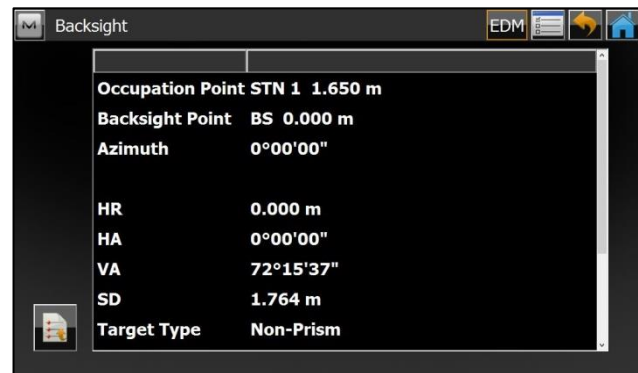 M Backsight EDM
Occupation Point STN 1 1.650 m
Backsight Point BS 0.000 m
Azimuth 0°00'00"
HR 0.000 m
HA 0°00'00"
VA 72°15'37"
SD 1.764 m
Target Type Non-Prism